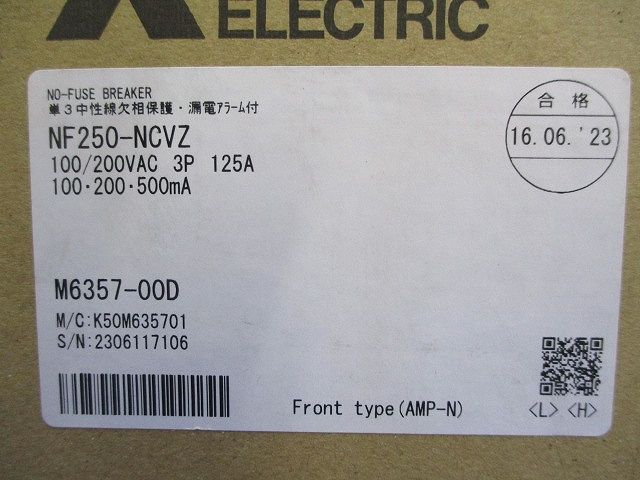 ELECTRIC
NO-FUSE BREAKER
単3中性線欠相保護・漏電アラーム付
NF250-NCVZ
100/200VAC 3P 125A
100・200・500mA
合格
16.06.'23
M6357-00D
M/C:K50M635701
S/N:2306117106
Front type(AMP-N)
<L> <H>